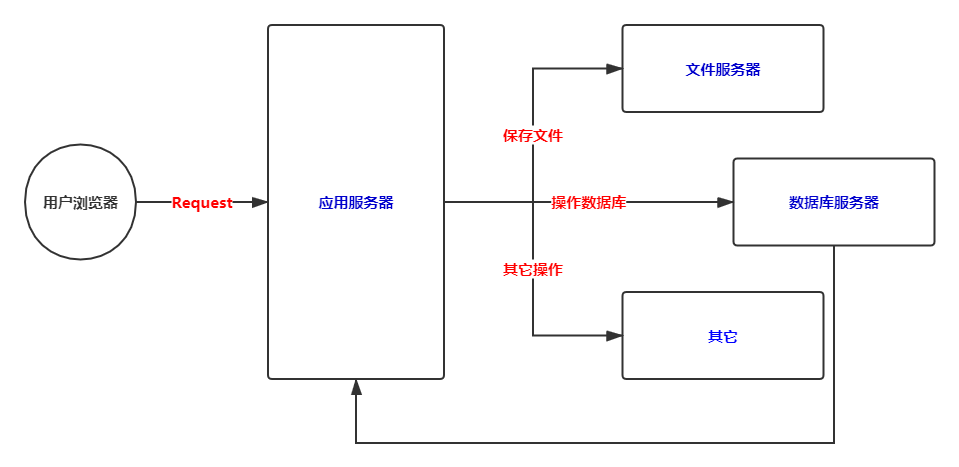 文件服务器
保存文件
用户浏览器
Request
应用服务器
操作数据库
数据库服务器
其它操作
其它